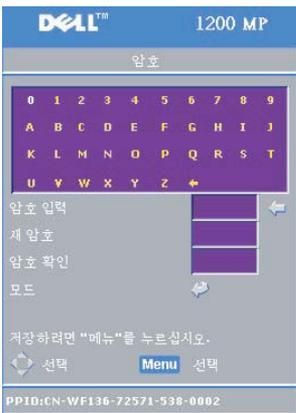 DELL™ 1200 MP
암호
0 1 2 3 4 5 6 7 8 9
A B C D E F G H I J
K L M N O P Q R S T
U V W X Y Z ←
암호 입력
새 암호
암호 확인
모드
저장하려면 "메뉴"를 누르십시오.
선택 Menu 선택
PPID:CN-WF136-72571-538-0002